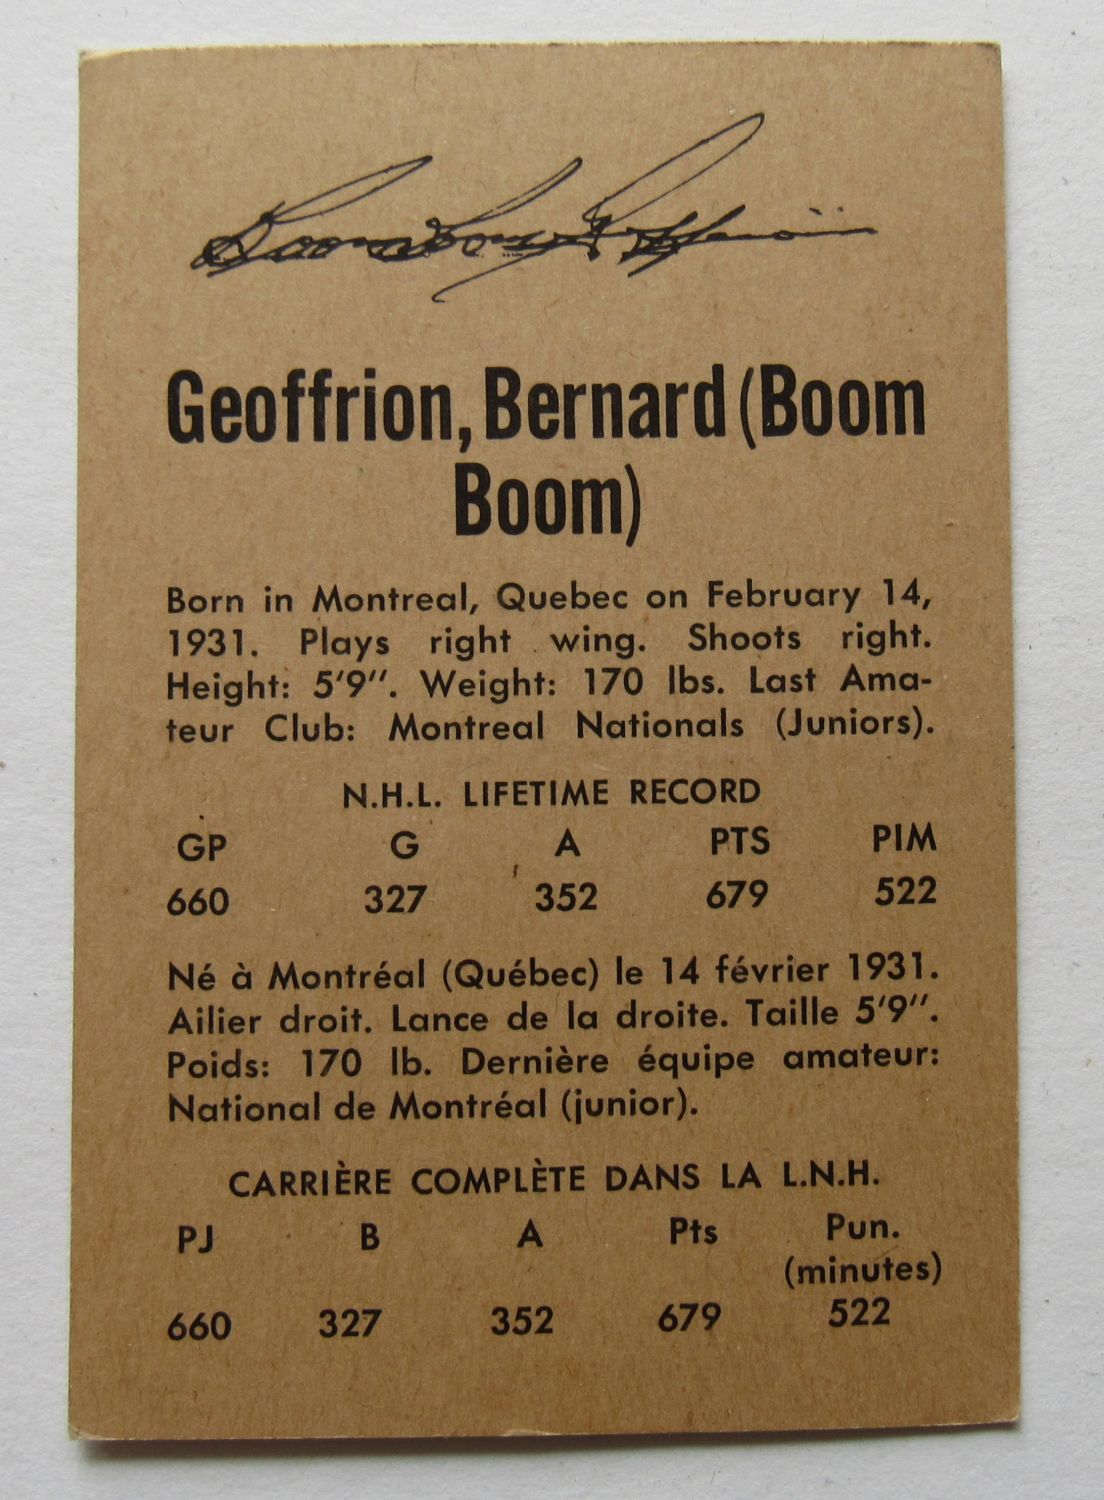 Boom Boom Geoffrion
Geoffrion, Bernard (Boom
Boom)
Born in Montreal, Quebec on February 14,
1931. Plays right wing. Shoots right.
Height: 5'9". Weight: 170 lbs. Last Ama-
teur Club: Montreal Nationals (Juniors).
N.H.L. LIFETIME RECORD
GP G A PTS PIM
660 327 352 679 522
Né à Montréal (Québec) le 14 février 1931.
Ailier droit. Lance de la droite. Taille 5'9".
Poids: 170 lb. Dernière équipe amateur:
National de Montréal (junior).
CARRIÈRE COMPLÈTE DANS LA L.N.H.
PJ B A Pts Pun.
(minutes)
660 327 352 679 522